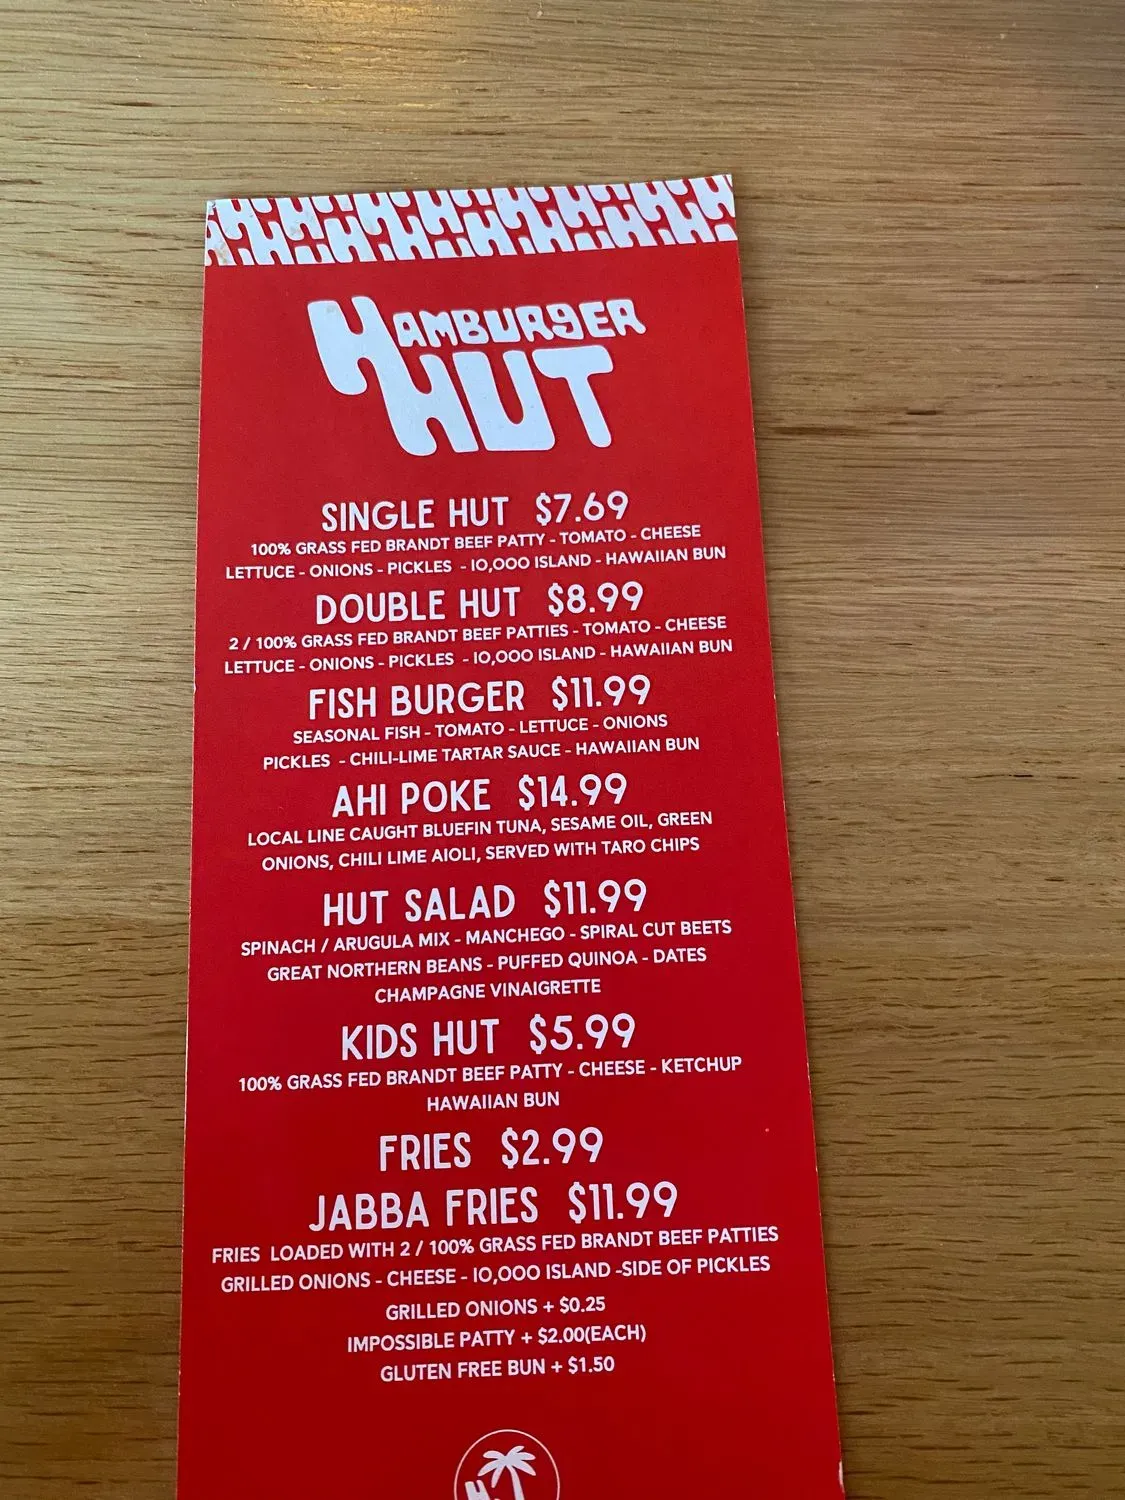 HAMBURGER
HUT
SINGLE HUT $7.69
100% GRASS FED BRANDT BEEF PATTY - TOMATO - CHEESE
LETTUCE - ONIONS - PICKLES - 10,000 ISLAND - HAWAIIAN BUN
DOUBLE HUT $8.99
2 / 100% GRASS FED BRANDT BEEF PATTIES - TOMATO - CHEESE
LETTUCE - ONIONS - PICKLES - 10,000 ISLAND - HAWAIIAN BUN
FISH BURGER $11.99
SEASONAL FISH - TOMATO - LETTUCE - ONIONS
PICKLES - CHILI-LIME TARTAR SAUCE - HAWAIIAN BUN
AHI POKE $14.99
LOCAL LINE CAUGHT BLUEFIN TUNA, SESAME OIL, GREEN
ONIONS, CHILI LIME AIOLI, SERVED WITH TARO CHIPS
HUT SALAD $11.99
SPINACH / ARUGULA MIX - MANCHEGO - SPIRAL CUT BEETS
GREAT NORTHERN BEANS - PUFFED QUINOA - DATES
CHAMPAGNE VINAIGRETTE
KIDS HUT $5.99
100% GRASS FED BRANDT BEEF PATTY - CHEESE - KETCHUP
HAWAIIAN BUN
FRIES $2.99
JABBA FRIES $11.99
FRIES LOADED WITH 2 / 100% GRASS FED BRANDT BEEF PATTIES
GRILLED ONIONS - CHEESE - 10,000 ISLAND -SIDE OF PICKLES
GRILLED ONIONS + $0.25
IMPOSSIBLE PATTY + $2.00(EACH)
GLUTEN FREE BUN + $1.50